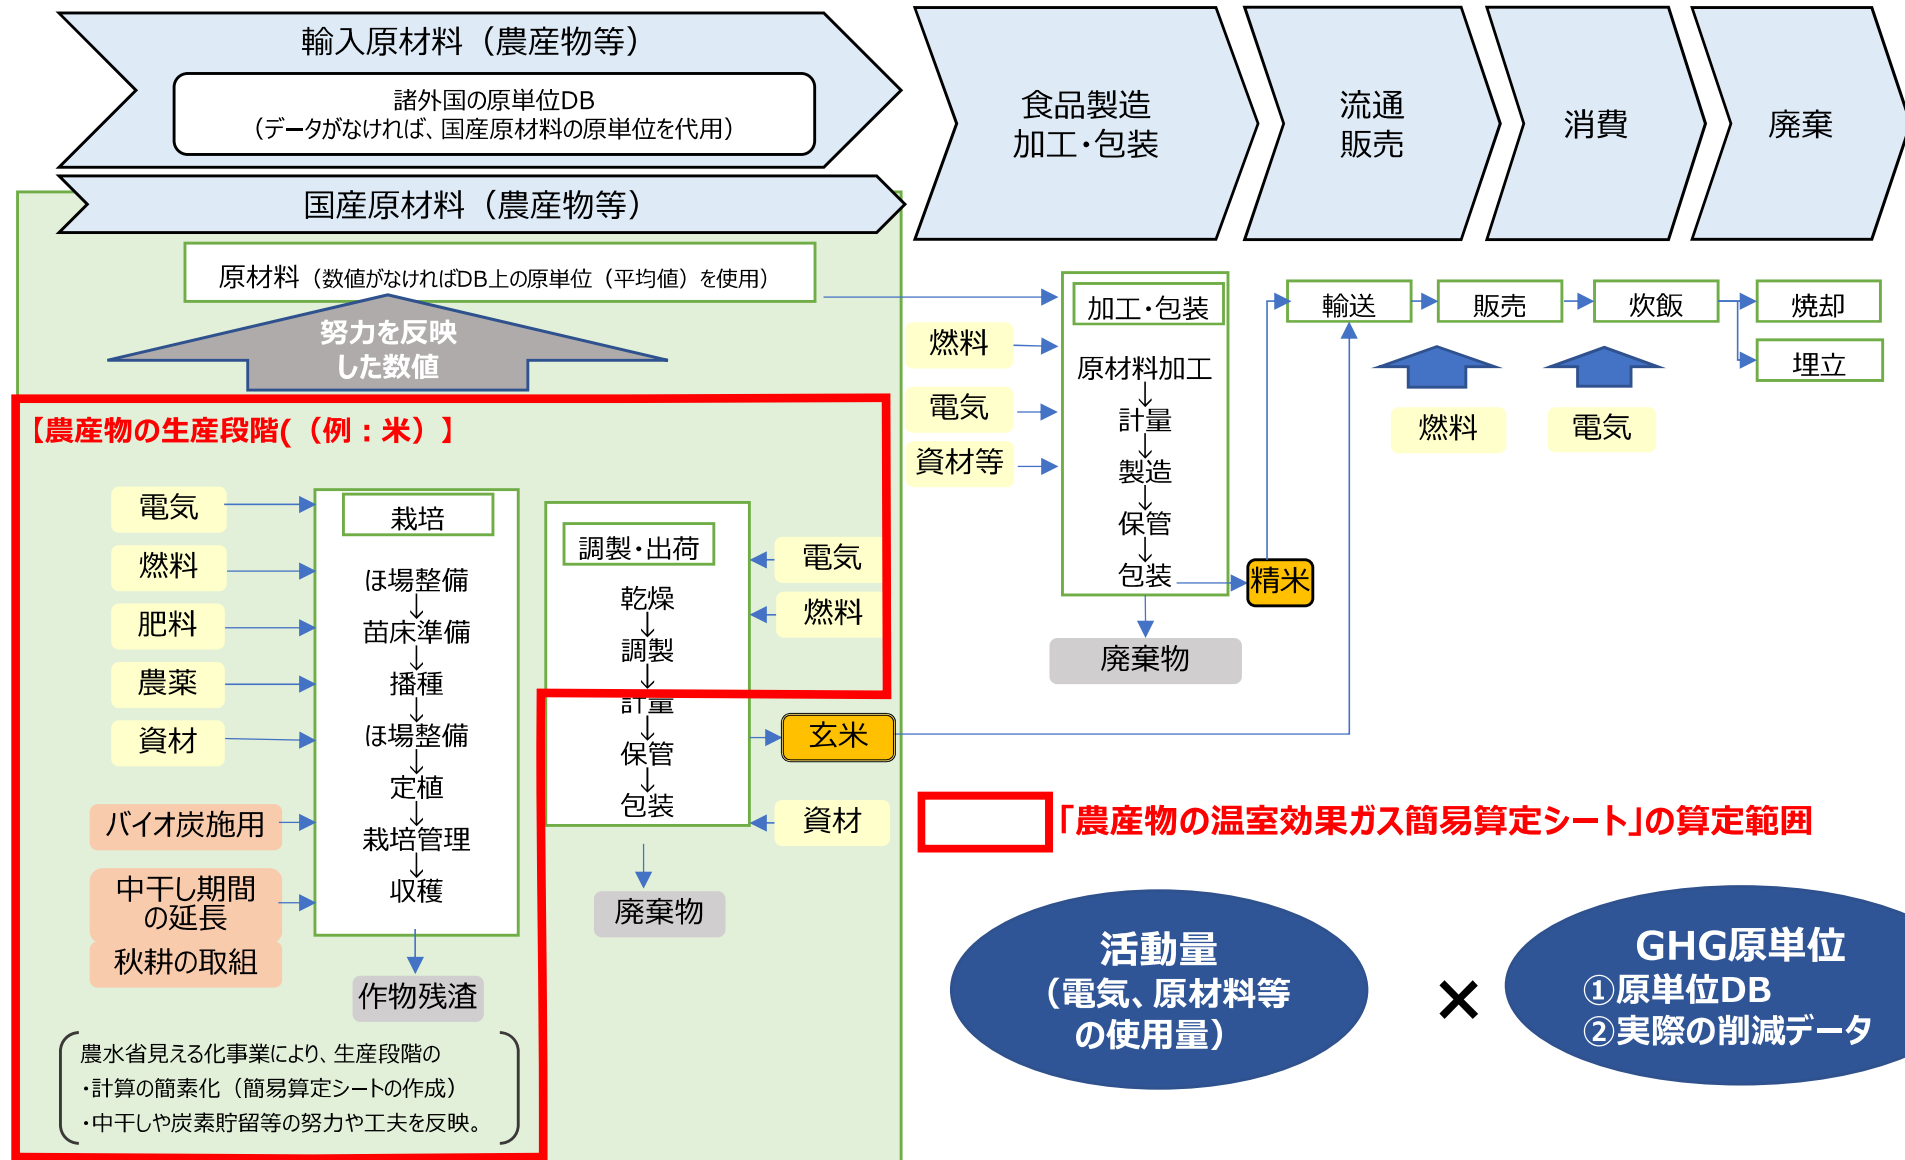 輸入原材料（農産物等）
諸外国の原単位DB
（データがなければ、国産原材料の原単位を代用）
食品製造
加工・包装
流通
販売
消費
廃棄
国産原材料（農産物等）
原材料（数値がなければDB上の原単位（平均値）を使用）
努力を反映
した数値
【農産物の生産段階(（例：米）】
電気
燃料
肥料
農薬
資材
バイオ炭施用
中干し期間
の延長
秋耕の取組
栽培
ほ場整備
↓
苗床準備
↓
播種
↓
ほ場整備
↓
定植
↓
栽培管理
↓
収穫
作物残渣
調製・出荷
乾燥
↓
調製
↓
計量
↓
保管
↓
包装
電気
燃料
玄米
資材
廃棄物
農水省見える化事業により、生産段階の
・計算の簡素化（簡易算定シートの作成）
・中干しや炭素貯留等の努力や工夫を反映。
燃料
電気
資材等
加工・包装
原材料加工
↓
計量
↓
製造
↓
保管
↓
包装
精米
廃棄物
輸送
販売
炊飯
焼却
埋立
燃料
電気
「農産物の温室効果ガス簡易算定シート」の算定範囲
活動量
（電気、原材料等
の使用量）
×
GHG原単位
①原単位DB
②実際の削減データ